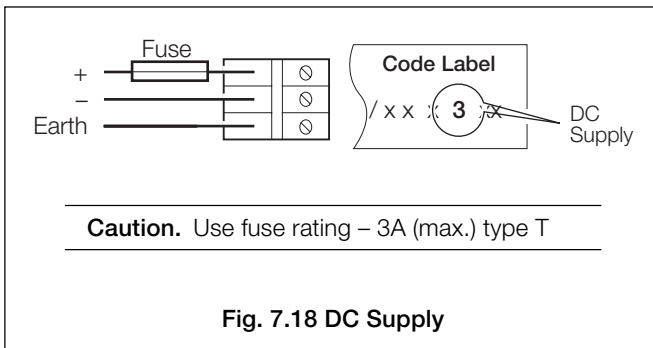 Fuse
+
–
Earth
Code Label
/ x x x 3 x x
DC
Supply
Caution. Use fuse rating – 3A (max.) type T
Fig. 7.18 DC Supply